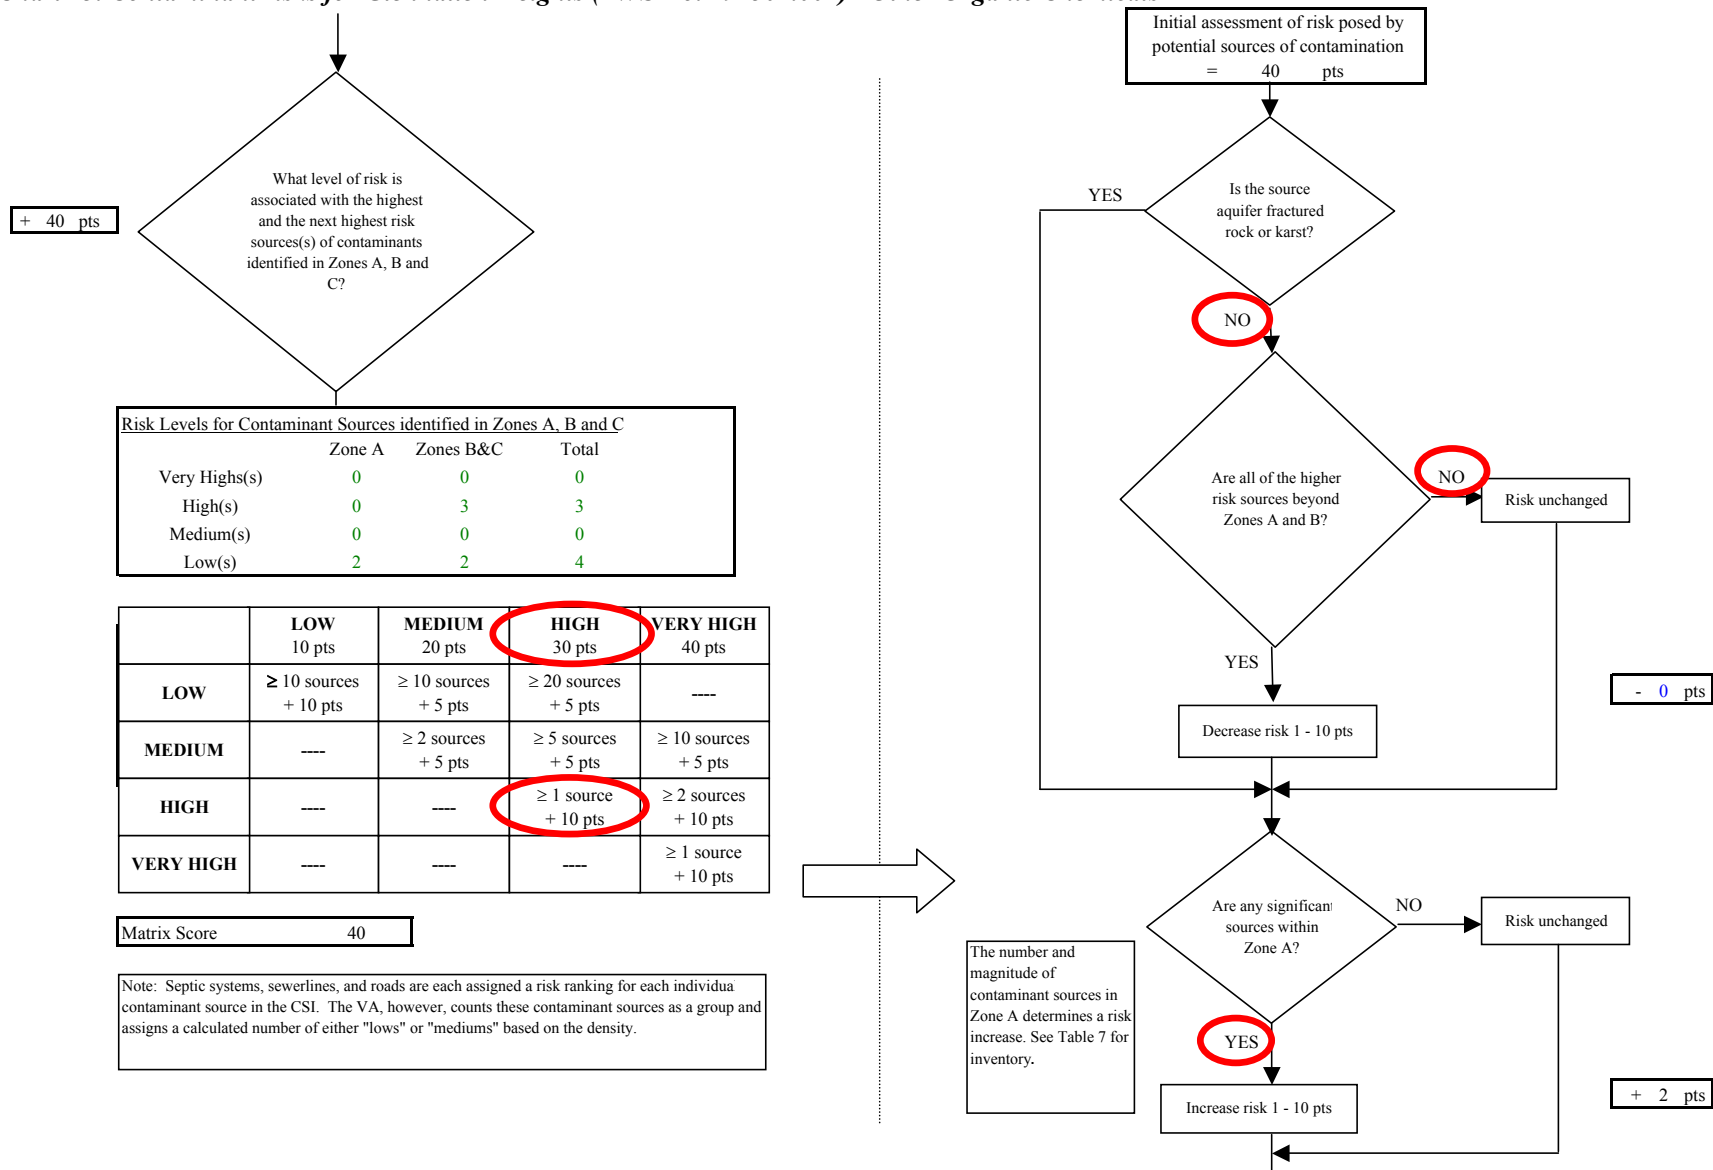 + 40 pts
What level of risk is
associated with the highest
and the next highest risk
sources(s) of contaminants
identified in Zones A, B and
C?
Risk Levels for Contaminant Sources identified in Zones A, B and C
Zone A Zones B&C Total
Very Highs(s) 0 0 0
High(s) 0 3 3
Medium(s) 0 0 0
Low(s) 2 2 4
LOW MEDIUM HIGH VERY HIGH
10 pts 20 pts 30 pts 40 pts
LOW ≥ 10 sources + 10 pts ≥ 10 sources + 5 pts ≥ 20 sources + 5 pts ----
MEDIUM ---- ≥ 2 sources + 5 pts ≥ 5 sources + 5 pts ≥ 10 sources + 5 pts
HIGH ---- ---- ≥ 1 source + 10 pts ≥ 2 sources + 10 pts
VERY HIGH ---- ---- ---- ≥ 1 source + 10 pts
Matrix Score 40
Note: Septic systems, sewerlines, and roads are each assigned a risk ranking for each individua
contaminant source in the CSI. The VA, however, counts these contaminant sources as a group and
assigns a calculated number of either "lows" or "mediums" based on the density.
Initial assessment of risk posed by
potential sources of contamination
= 40 pts
Is the source
aquifer fractured
rock or karst?
YES
NO
Are all of the higher
risk sources beyond
Zones A and B?
NO
Risk unchanged
YES
Decrease risk 1 - 10 pts
- 0 pts
Are any significant
sources within
Zone A?
NO
Risk unchanged
The number and
magnitude of
contaminant sources in
Zone A determines a risk
increase. See Table 7 for
inventory.
YES
Increase risk 1 - 10 pts
+ 2 pts